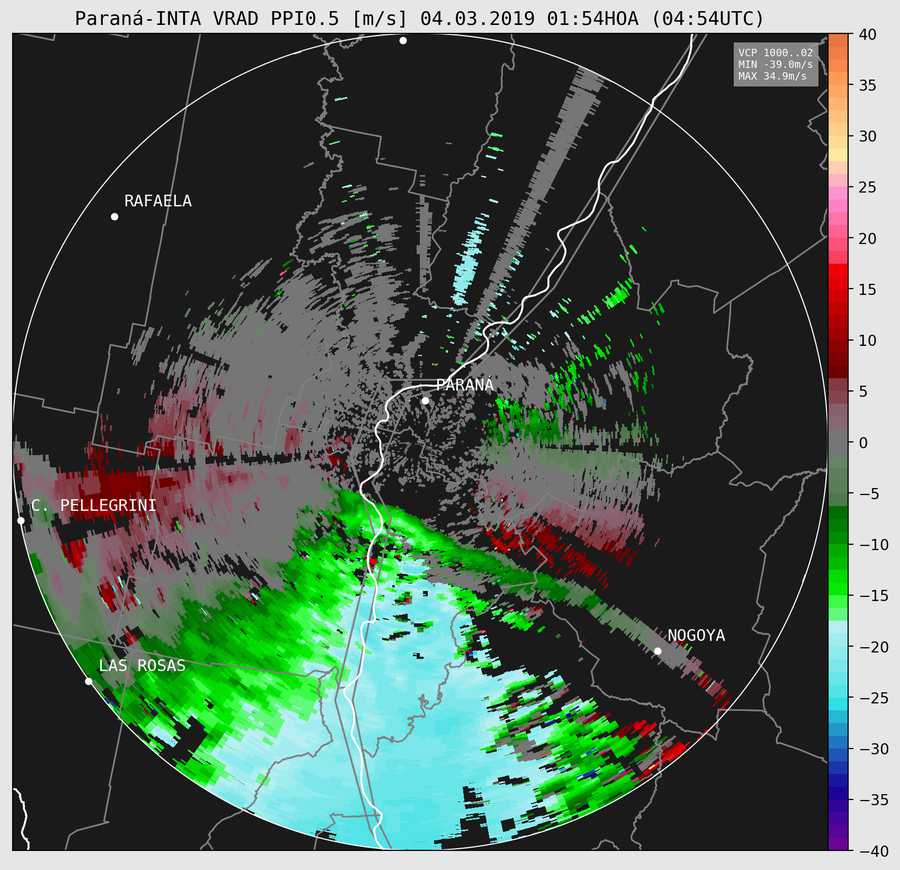 Paraná-INTA VRAD PPI0.5 [m/s] 04.03.2019 01:54HOA (04:54UTC)
VCP 1000..02
MIN -39.0m/s
MAX 34.9m/s
RAFAELA
PARANA
C. PELLEGRINI
NOGOYA
LAS ROSAS
40
35
30
25
20
15
10
5
0
−5
−10
−15
−20
−25
−30
−35
−40